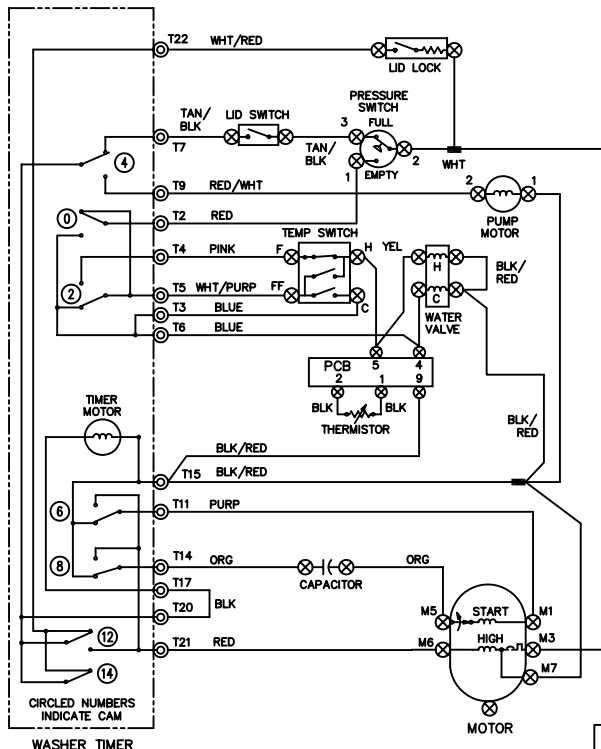 T22 WHT/RED
LID LOCK
PRESSURE
SWITCH
FULL
TAN/
BLK
LID SWITCH
3
T7
4
TAN/
BLK
2
1
EMPTY
WHT
T9 RED/WHT
2
1
PUMP
MOTOR
0
T2 RED
TEMP SWITCH
T4 PINK F H YEL
H
BLK/
RED
2
T5 WHT/PURP FF
T3 BLUE C
C
T6 BLUE
WATER
VALVE
PCB 5 4
2 1 9
BLK BLK
THERMISTOR
TIMER
MOTOR
BLK/
RED
BLK/RED
T15 BLK/RED
6
T11 PURP
8
T14 ORG
ORG
CAPACITOR
T17
BLK
T20
M5 START M1
12
T21 RED
M6 HIGH M3
14
M7
CIRCLED NUMBERS
INDICATE CAM
MOTOR
WASHER TIMER